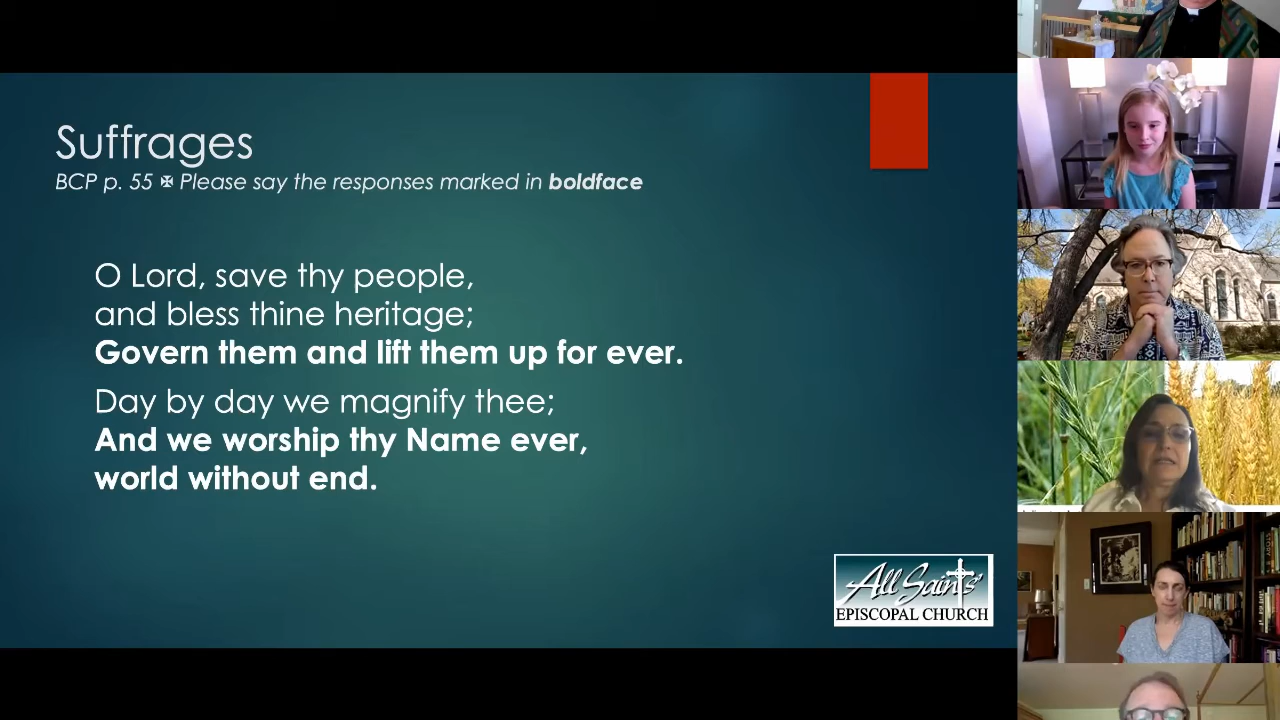 Suffrages
BCP p. 55 ✠ Please say the responses marked in boldface
O Lord, save thy people,
and bless thine heritage;
Govern them and lift them up for ever.
Day by day we magnify thee;
And we worship thy Name ever,
world without end.
All Saints'
EPISCOPAL CHURCH